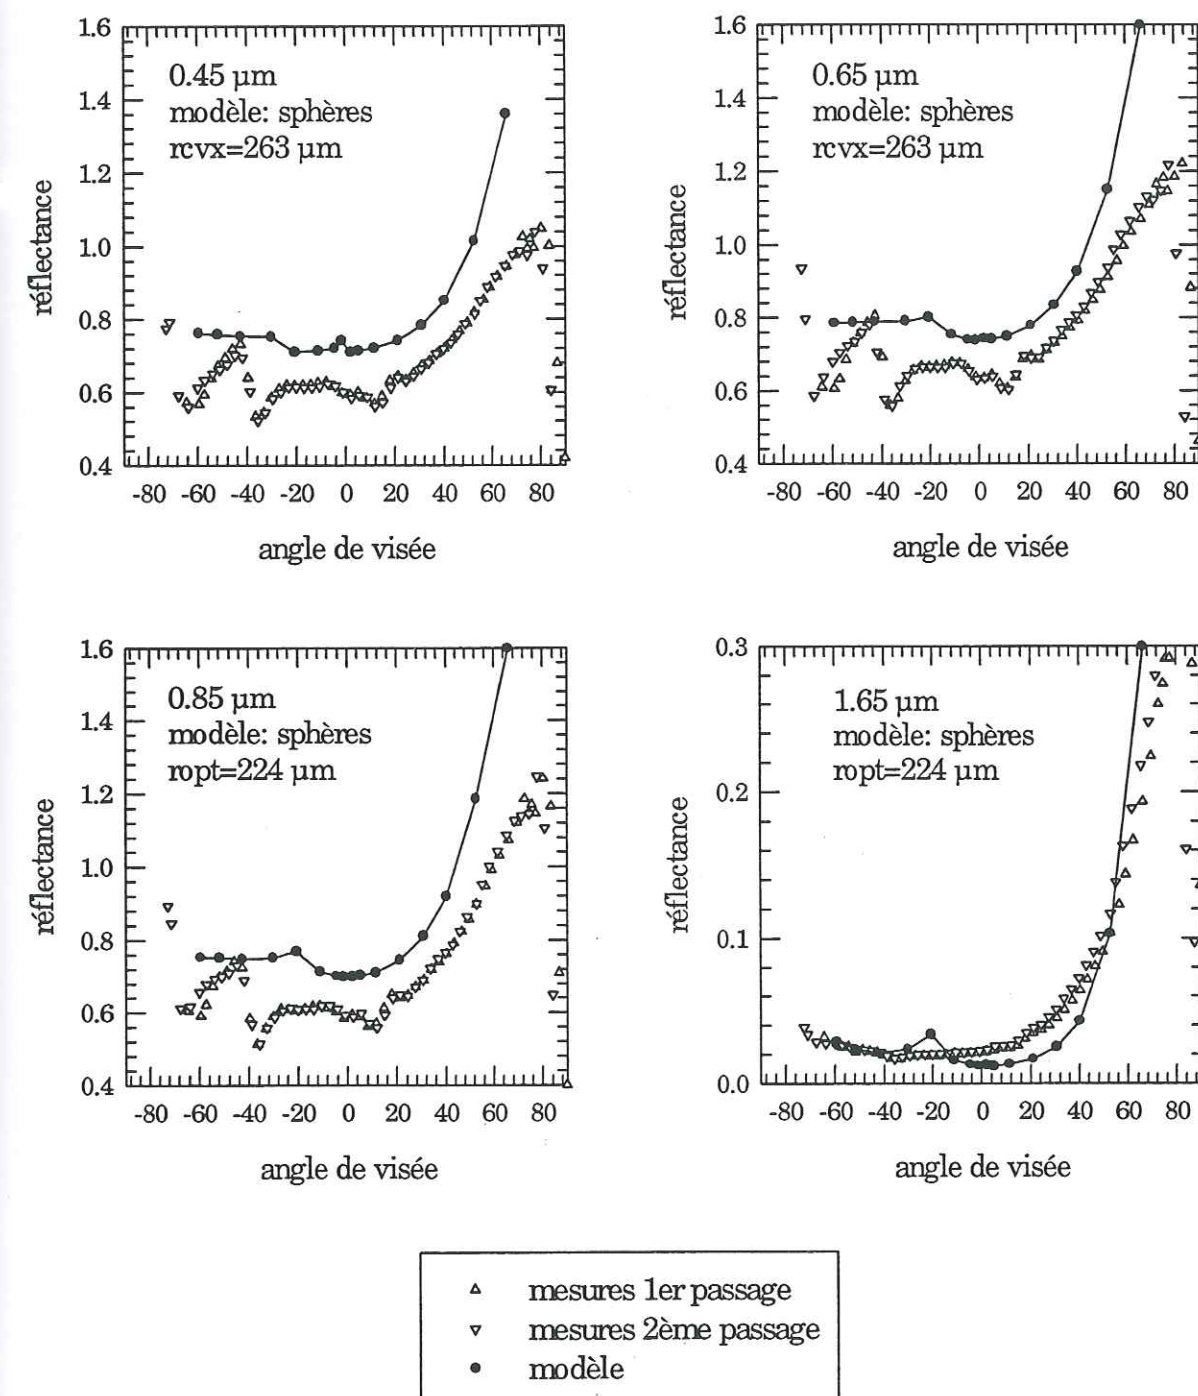 1.6
1.4
1.2
1.0
0.8
0.6
0.4
réflectance
0.45 µm
modèle: sphères
rcvx=263 µm
-80 -60 -40 -20 0 20 40 60 80
angle de visée
1.6
1.4
1.2
1.0
0.8
0.6
0.4
réflectance
0.65 µm
modèle: sphères
rcvx=263 µm
-80 -60 -40 -20 0 20 40 60 80
angle de visée
1.6
1.4
1.2
1.0
0.8
0.6
0.4
réflectance
0.85 µm
modèle: sphères
ropt=224 µm
-80 -60 -40 -20 0 20 40 60 80
angle de visée
0.3
0.2
0.1
0.0
réflectance
1.65 µm
modèle: sphères
ropt=224 µm
-80 -60 -40 -20 0 20 40 60 80
angle de visée
mesures 1er passage
mesures 2ème passage
modèle